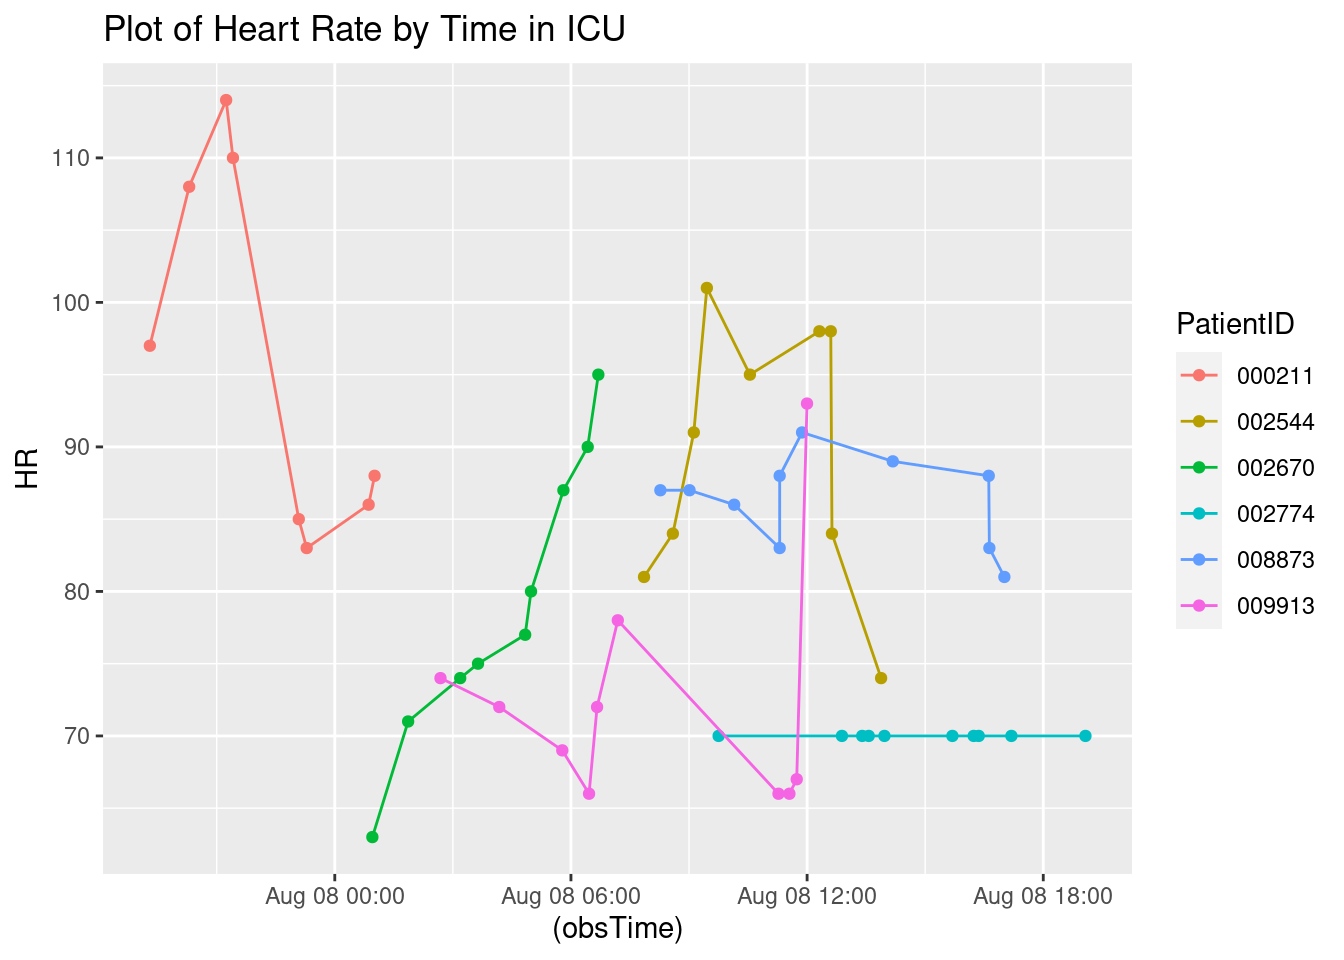 Plot of Heart Rate by Time in ICU
HR
110
100
90
80
70
Aug 08 00:00
Aug 08 06:00
Aug 08 12:00
Aug 08 18:00
(obsTime)
PatientID
000211
002544
002670
002774
008873
009913